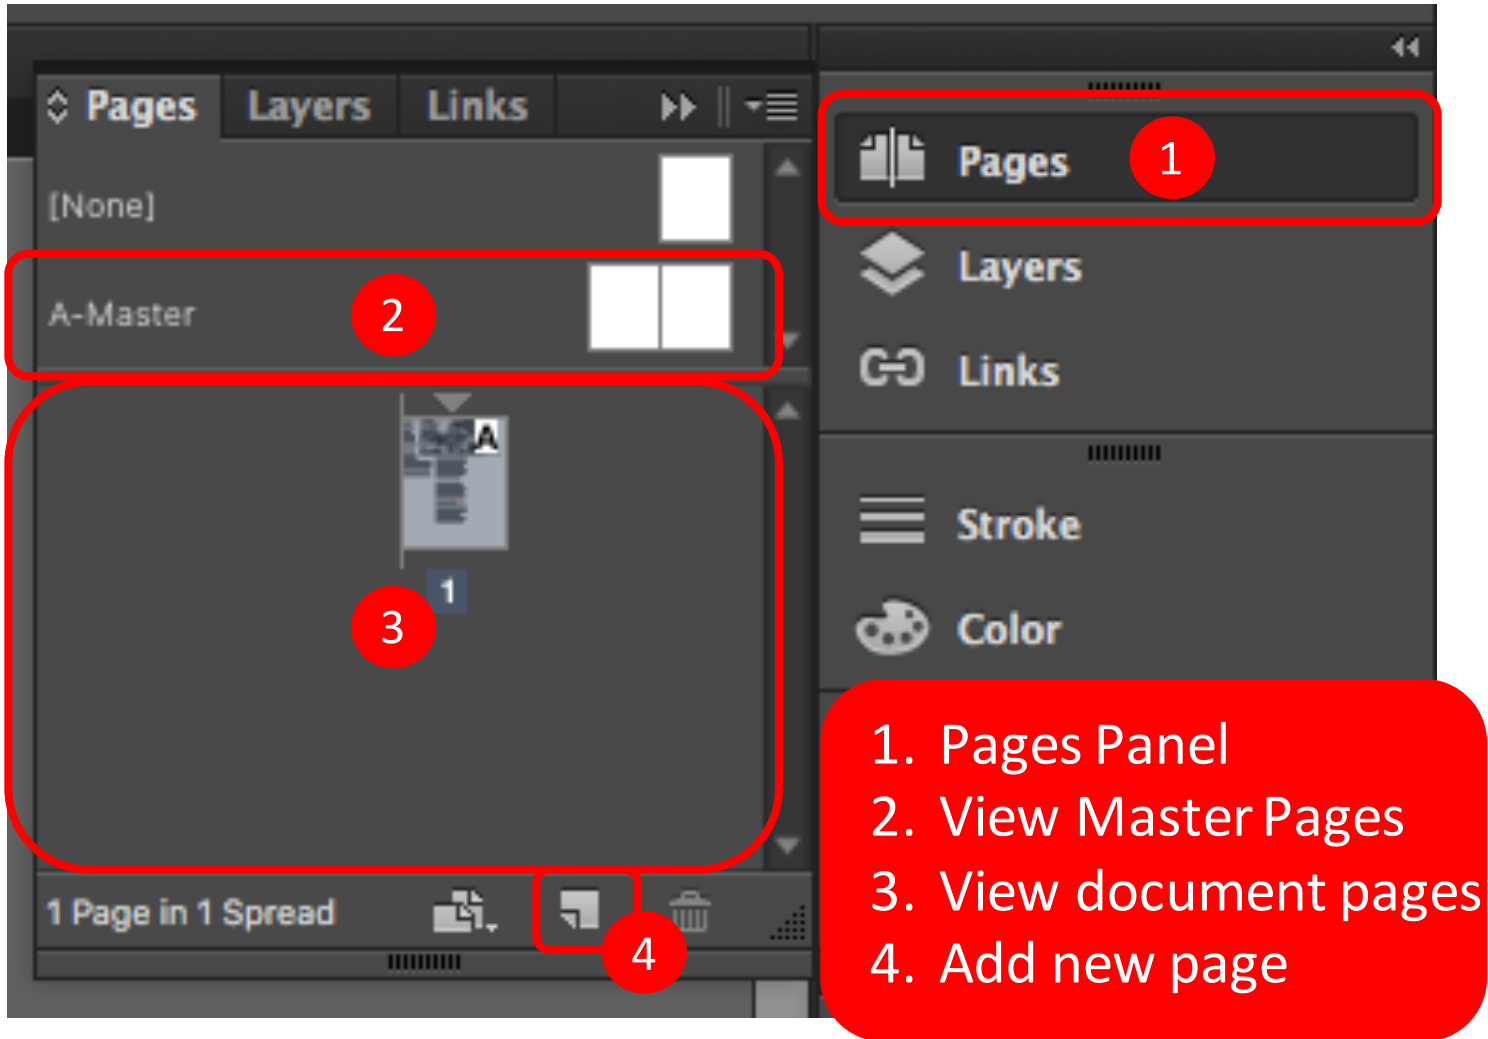 Pages Layers Links
[None]
A-Master
2
A
1
3
1 Page in 1 Spread
4
Pages 1
Layers
Links
Stroke
Color
1. Pages Panel
2. View Master Pages
3. View document pages
4. Add new page